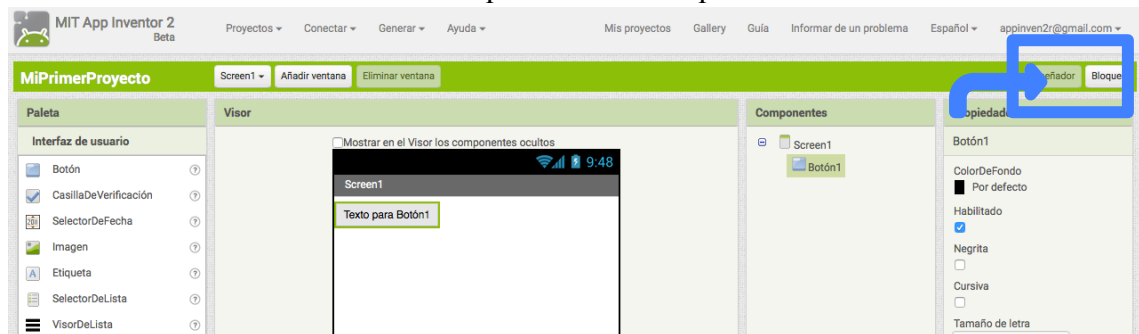 MIT App Inventor 2
Beta
Proyectos Conectar Generar Ayuda Mis proyectos Gallery Guía Informar de un problema Español appinven2r@gmail.com
MiPrimerProyecto Screen1 Añadir ventana Eliminar ventana eñador Bloque
Paleta Visor Componentes opiedad
Interfaz de usuario
Mostrar en el Visor los componentes ocultos
Screen1
Botón1
Botón
9:48
Botón1
ColorDeFondo
CasillaDeVerificación
Screen1
Por defecto
SelectorDeFecha
Texto para Botón1
Habilitado
Imagen
Negrita
Etiqueta
Cursiva
SelectorDeLista
VisorDeLista
Tamaño de letra